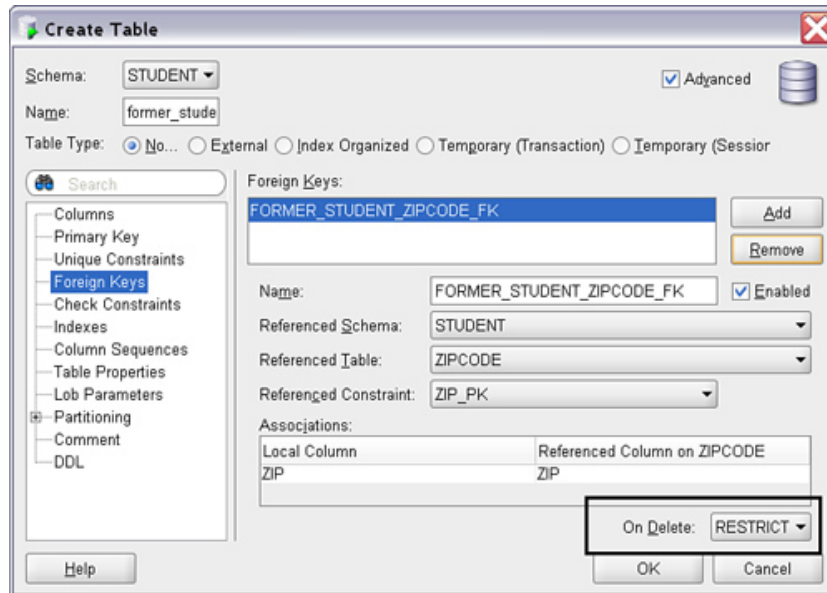 Create Table
Schema: STUDENT Advanced
Name: former_stude
Table Type: No... External Index Organized Temporary (Transaction) Temporary (Session
Search
Columns
Primary Key
Unique Constraints
Foreign Keys
Check Constraints
Indexes
Column Sequences
Table Properties
Lob Parameters
Partitioning
Comment
DDL
Foreign Keys:
FORMER_STUDENT_ZIPCODE_FK
Add
Remove
Name: FORMER_STUDENT_ZIPCODE_FK Enabled
Referenced Schema: STUDENT
Referenced Table: ZIPCODE
Referenced Constraint: ZIP_PK
Associations:
Local Column Referenced Column on ZIPCODE
ZIP ZIP
On Delete: RESTRICT
Help OK Cancel